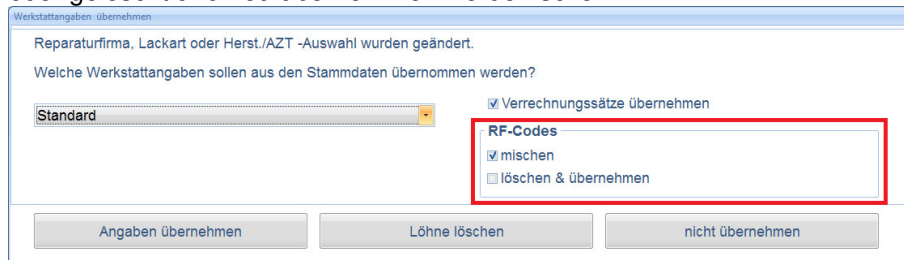 Werkstattangaben übernehmen
Reparaturfirma, Lackart oder Herst./AZT -Auswahl wurden geändert.
Welche Werkstattangaben sollen aus den Stammdaten übernommen werden?
Standard
Verrechnungssätze übernehmen
RF-Codes
mischen
löschen & übernehmen
Angaben übernehmen Löhne löschen nicht übernehmen